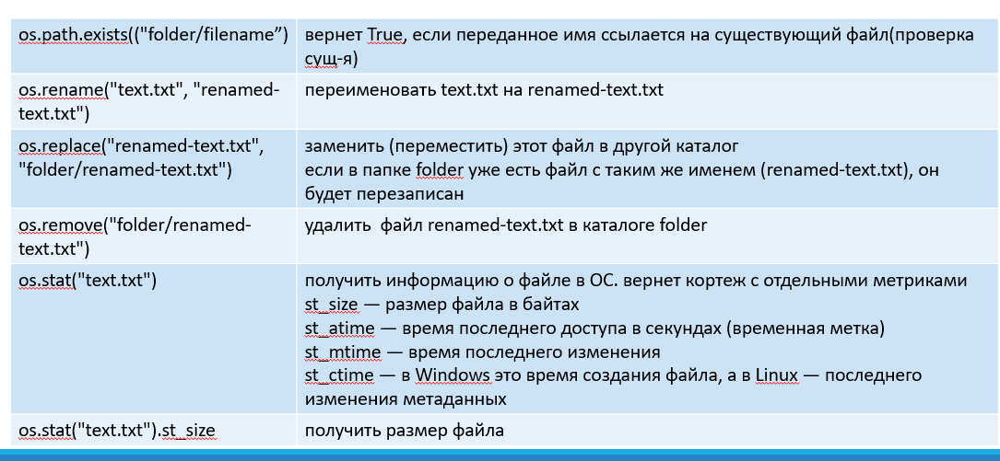 os.path.exists(("folder/filename”)
вернет True, если переданное имя ссылается на существующий файл(проверка
сущ-я)
os.rename("text.txt", "renamed-
text.txt")
переименовать text.txt на renamed-text.txt
os.replace("renamed-text.txt",
"folder/renamed-text.txt")
заменить (переместить) этот файл в другой каталог
если в папке folder уже есть файл с таким же именем (renamed-text.txt), он
будет перезаписан
os.remove("folder/renamed-
text.txt")
удалить  файл renamed-text.txt в каталоге folder
os.stat("text.txt")
получить информацию о файле в ОС. вернет кортеж с отдельными метриками
st_size — размер файла в байтах
st_atime — время последнего доступа в секундах (временная метка)
st_mtime — время последнего изменения
st_ctime — в Windows это время создания файла, а в Linux — последнего
изменения метаданных
os.stat("text.txt").st_size
получить размер файла